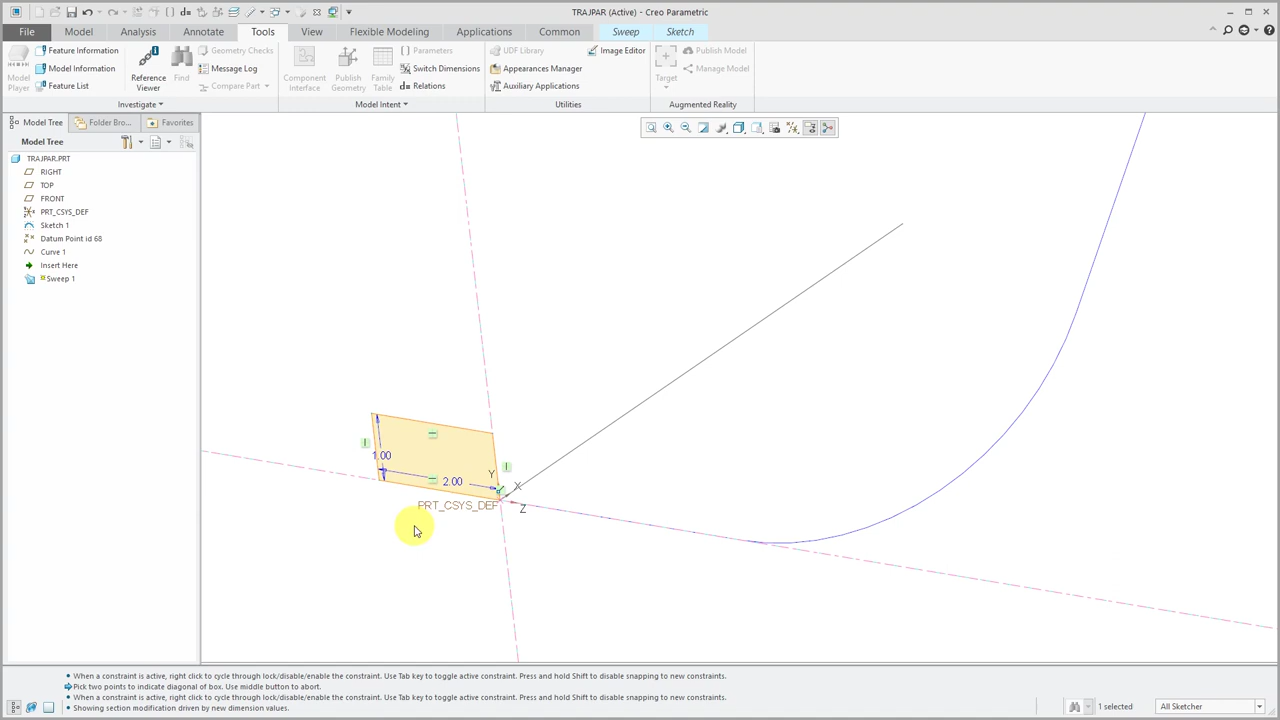 TRAJPAR (Active) - Creo Parametric
File Model Analysis Annotate Tools View Flexible Modeling Applications Common Sweep Sketch
Model Player
Feature Information
Model Information
Feature List
Reference Viewer
Find
Geometry Checks
Message Log
Compare Part
Investigate
Component Interface
Publish Geometry
Family Table
Parameters
Switch Dimensions
Relations
Model Intent
UDF Library
Appearances Manager
Auxiliary Applications
Image Editor
Utilities
Target
Publish Model
Manage Model
Augmented Reality
Model Tree Folder Bro... Favorites
Model Tree
TRAJPAR.PRT
RIGHT
TOP
FRONT
PRT_CSYS_DEF
Sketch 1
Datum Point id 68
Curve 1
Insert Here
Sweep 1
1.00
2.00
Y
X
Z
PRT_CSYS_DEF
When a constraint is active, right click to cycle through lock/disable/enable the constraint. Use Tab key to toggle active constraint. Press and hold Shift to disable snapping to new constraints.
Pick two points to indicate diagonal of box. Use middle button to abort.
When a constraint is active, right click to cycle through lock/disable/enable the constraint. Use Tab key to toggle active constraint. Press and hold Shift to disable snapping to new constraints.
Showing section modification driven by new dimension values.
1 selected
All Sketcher